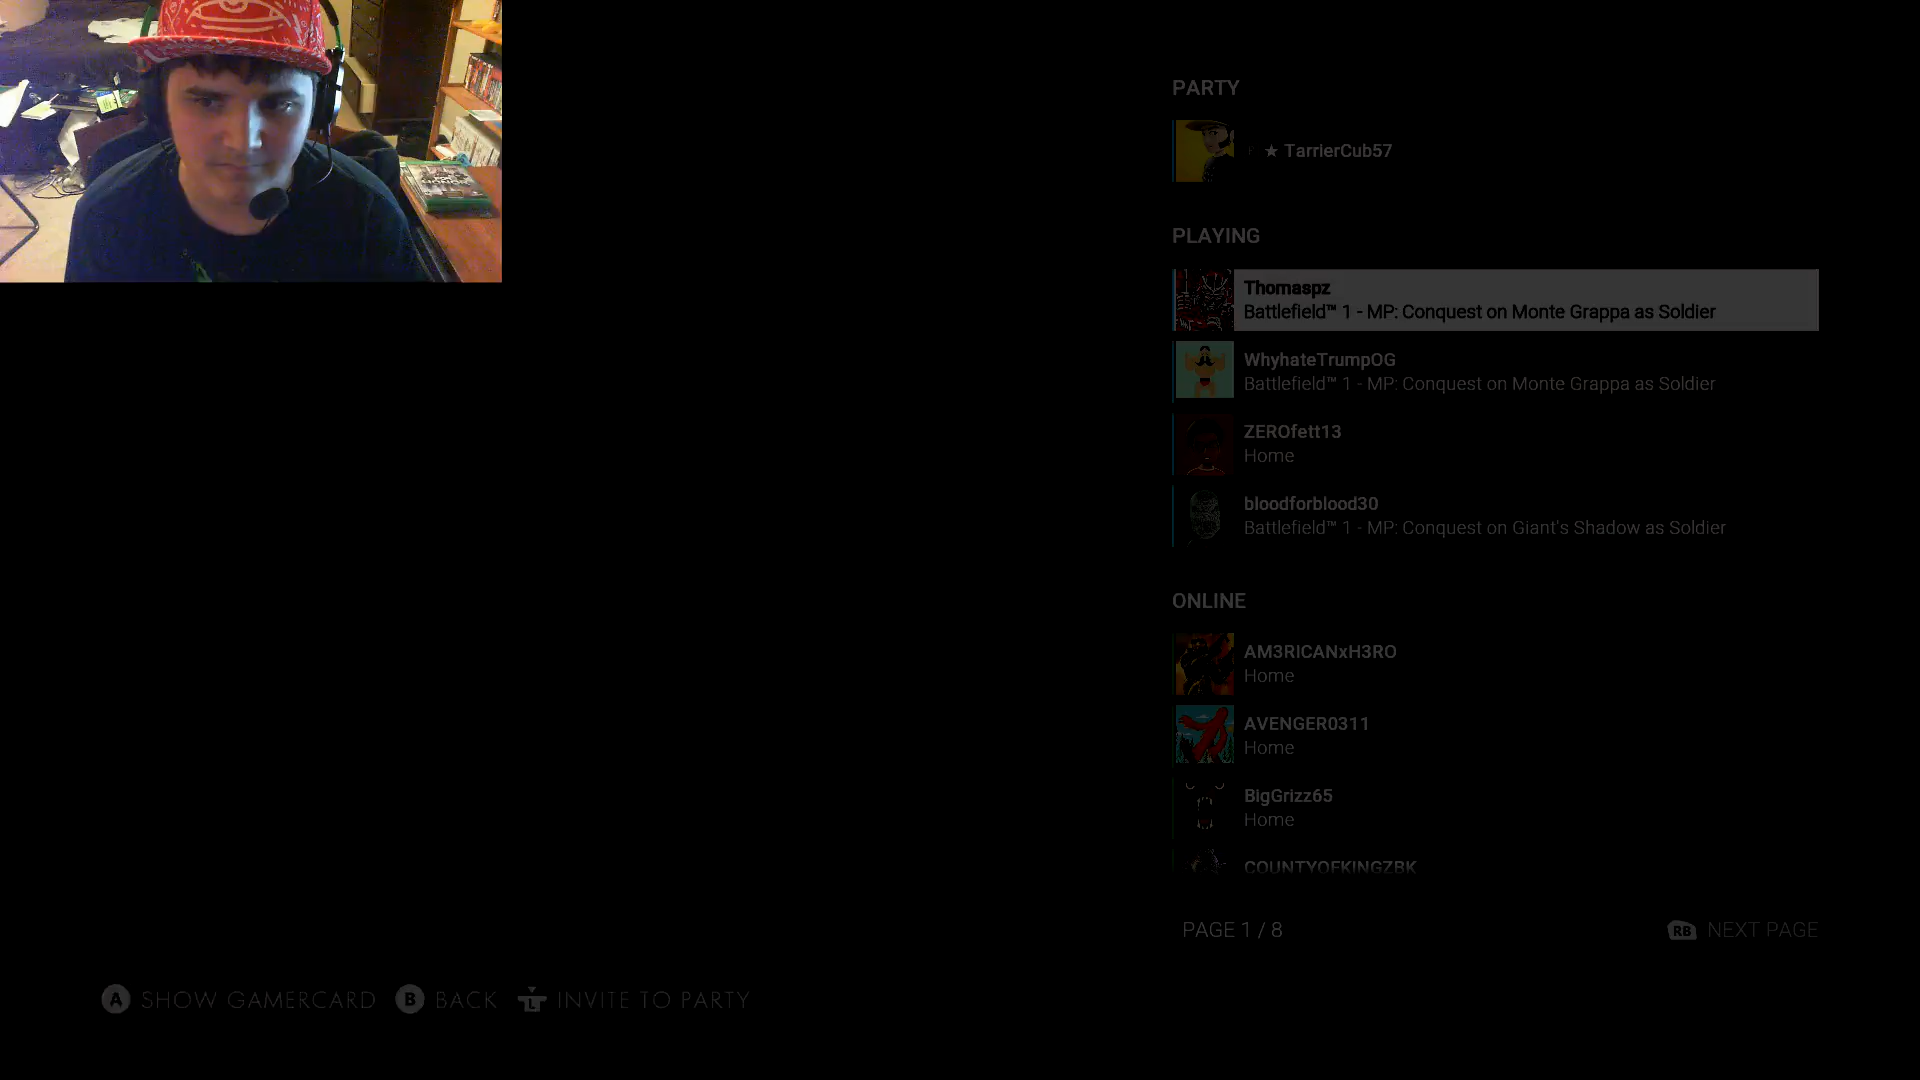 PARTY
★ TarrierCub57
PLAYING
Thomaspz
Battlefield™ 1 - MP: Conquest on Monte Grappa as Soldier
WhyhateTrumpOG
Battlefield™ 1 - MP: Conquest on Monte Grappa as Soldier
ZEROfett13
Home
bloodforblood30
Battlefield™ 1 - MP: Conquest on Giant's Shadow as Soldier
ONLINE
AM3RICANxH3RO
Home
AVENGER0311
Home
BigGrizz65
Home
COUNTYOFKINGZBK
PAGE 1 / 8
RB NEXT PAGE
A SHOW GAMERCARD B BACK L INVITE TO PARTY